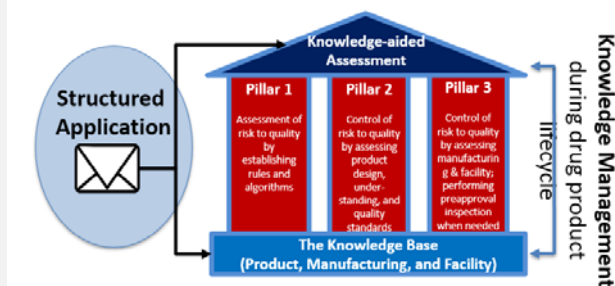 Structured
Application
Knowledge-aided
Assessment
Pillar 1
Assessment of
risk to quality
by
establishing
rules and
algorithms
Pillar 2
Control of
risk to quality
by assessing
product
design,
under-
standing, and
quality
standards
Pillar 3
Control of
risk to quality
by assessing
manufacturin
g & facility;
performing
preapproval
inspection
when needed
The Knowledge Base
(Product, Manufacturing, and Facility)
Knowledge Management
during drug product
lifecycle